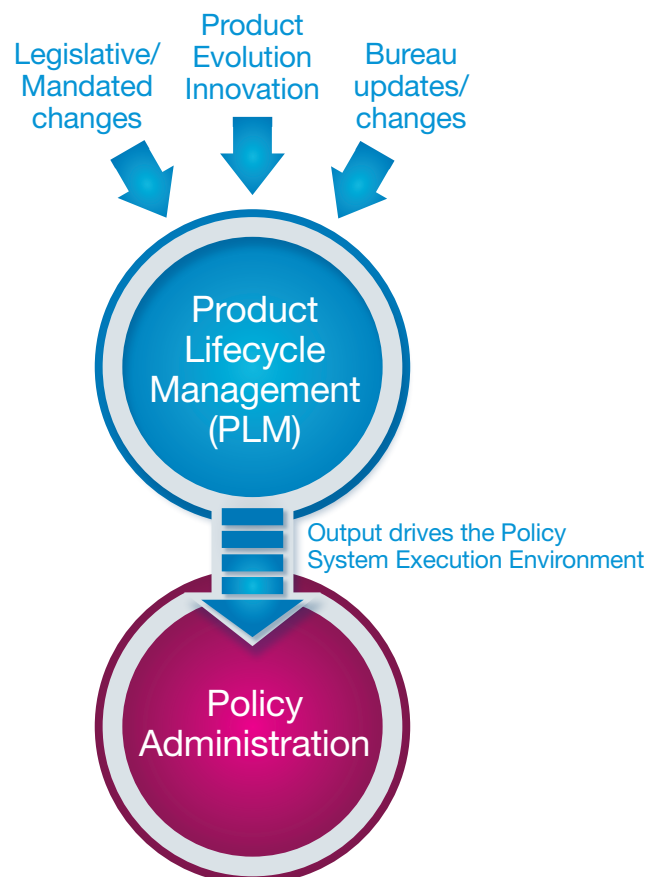 Legislative/
Mandated
changes
Product
Evolution
Innovation
Bureau
updates/
changes
Product
Lifecycle
Management
(PLM)
Output drives the Policy
System Execution Environment
Policy
Administration